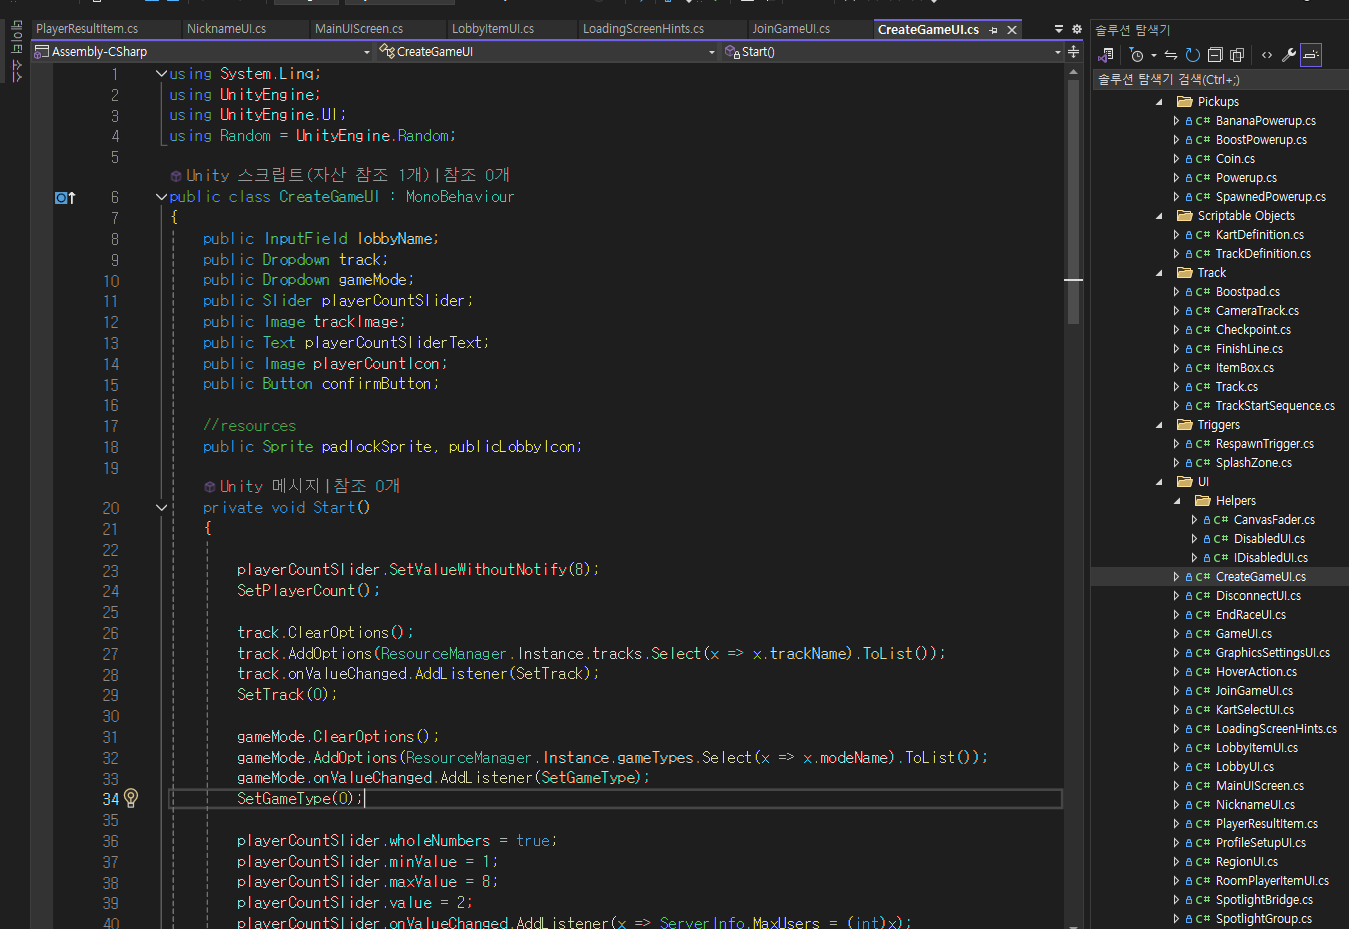 PlayerResultItem.cs
NicknameUI.cs
MainUIScreen.cs
LobbyItemUI.cs
LoadingScreenHints.cs
JoinGameUI.cs
CreateGameUI.cs
데이터 소스
Assembly-CSharp
CreateGameUI
Start()
1 using System.Linq;
2 using UnityEngine;
3 using UnityEngine.UI;
4 using Random = UnityEngine.Random;
5
Unity 스크립트(자산 참조 1개)|참조 0개
6 public class CreateGameUI : MonoBehaviour
7 {
8 public InputField lobbyName;
9 public Dropdown track;
10 public Dropdown gameMode;
11 public Slider playerCountSlider;
12 public Image trackImage;
13 public Text playerCountSliderText;
14 public Image playerCountIcon;
15 public Button confirmButton;
16
17 //resources
18 public Sprite padlockSprite, publicLobbyIcon;
19
Unity 메시지|참조 0개
20 private void Start()
21 {
22
23 playerCountSlider.SetValueWithoutNotify(8);
24 SetPlayerCount();
25
26 track.ClearOptions();
27 track.AddOptions(ResourceManager.Instance.tracks.Select(x => x.trackName).ToList());
28 track.onValueChanged.AddListener(SetTrack);
29 SetTrack(0);
30
31 gameMode.ClearOptions();
32 gameMode.AddOptions(ResourceManager.Instance.gameTypes.Select(x => x.modeName).ToList());
33 gameMode.onValueChanged.AddListener(SetGameType);
34 SetGameType(0);
35
36 playerCountSlider.wholeNumbers = true;
37 playerCountSlider.minValue = 1;
38 playerCountSlider.maxValue = 8;
39 playerCountSlider.value = 2;
40 playerCountSlider.onValueChanged.AddListener(x => ServerInfo.MaxUsers = (int)x);
솔루션 탐색기
솔루션 탐색기 검색(Ctrl+;)
Pickups
C# BananaPowerup.cs
C# BoostPowerup.cs
C# Coin.cs
C# Powerup.cs
C# SpawnedPowerup.cs
Scriptable Objects
C# KartDefinition.cs
C# TrackDefinition.cs
Track
C# Boostpad.cs
C# CameraTrack.cs
C# Checkpoint.cs
C# FinishLine.cs
C# ItemBox.cs
C# Track.cs
C# TrackStartSequence.cs
Triggers
C# RespawnTrigger.cs
C# SplashZone.cs
UI
Helpers
C# CanvasFader.cs
C# DisabledUI.cs
C# IDisabledUI.cs
C# CreateGameUI.cs
C# DisconnectUI.cs
C# EndRaceUI.cs
C# GameUI.cs
C# GraphicsSettingsUI.cs
C# HoverAction.cs
C# JoinGameUI.cs
C# KartSelectUI.cs
C# LoadingScreenHints.cs
C# LobbyItemUI.cs
C# LobbyUI.cs
C# MainUIScreen.cs
C# NicknameUI.cs
C# PlayerResultItem.cs
C# ProfileSetupUI.cs
C# RegionUI.cs
C# RoomPlayerItemUI.cs
C# SpotlightBridge.cs
C# SpotlightGroup.cs